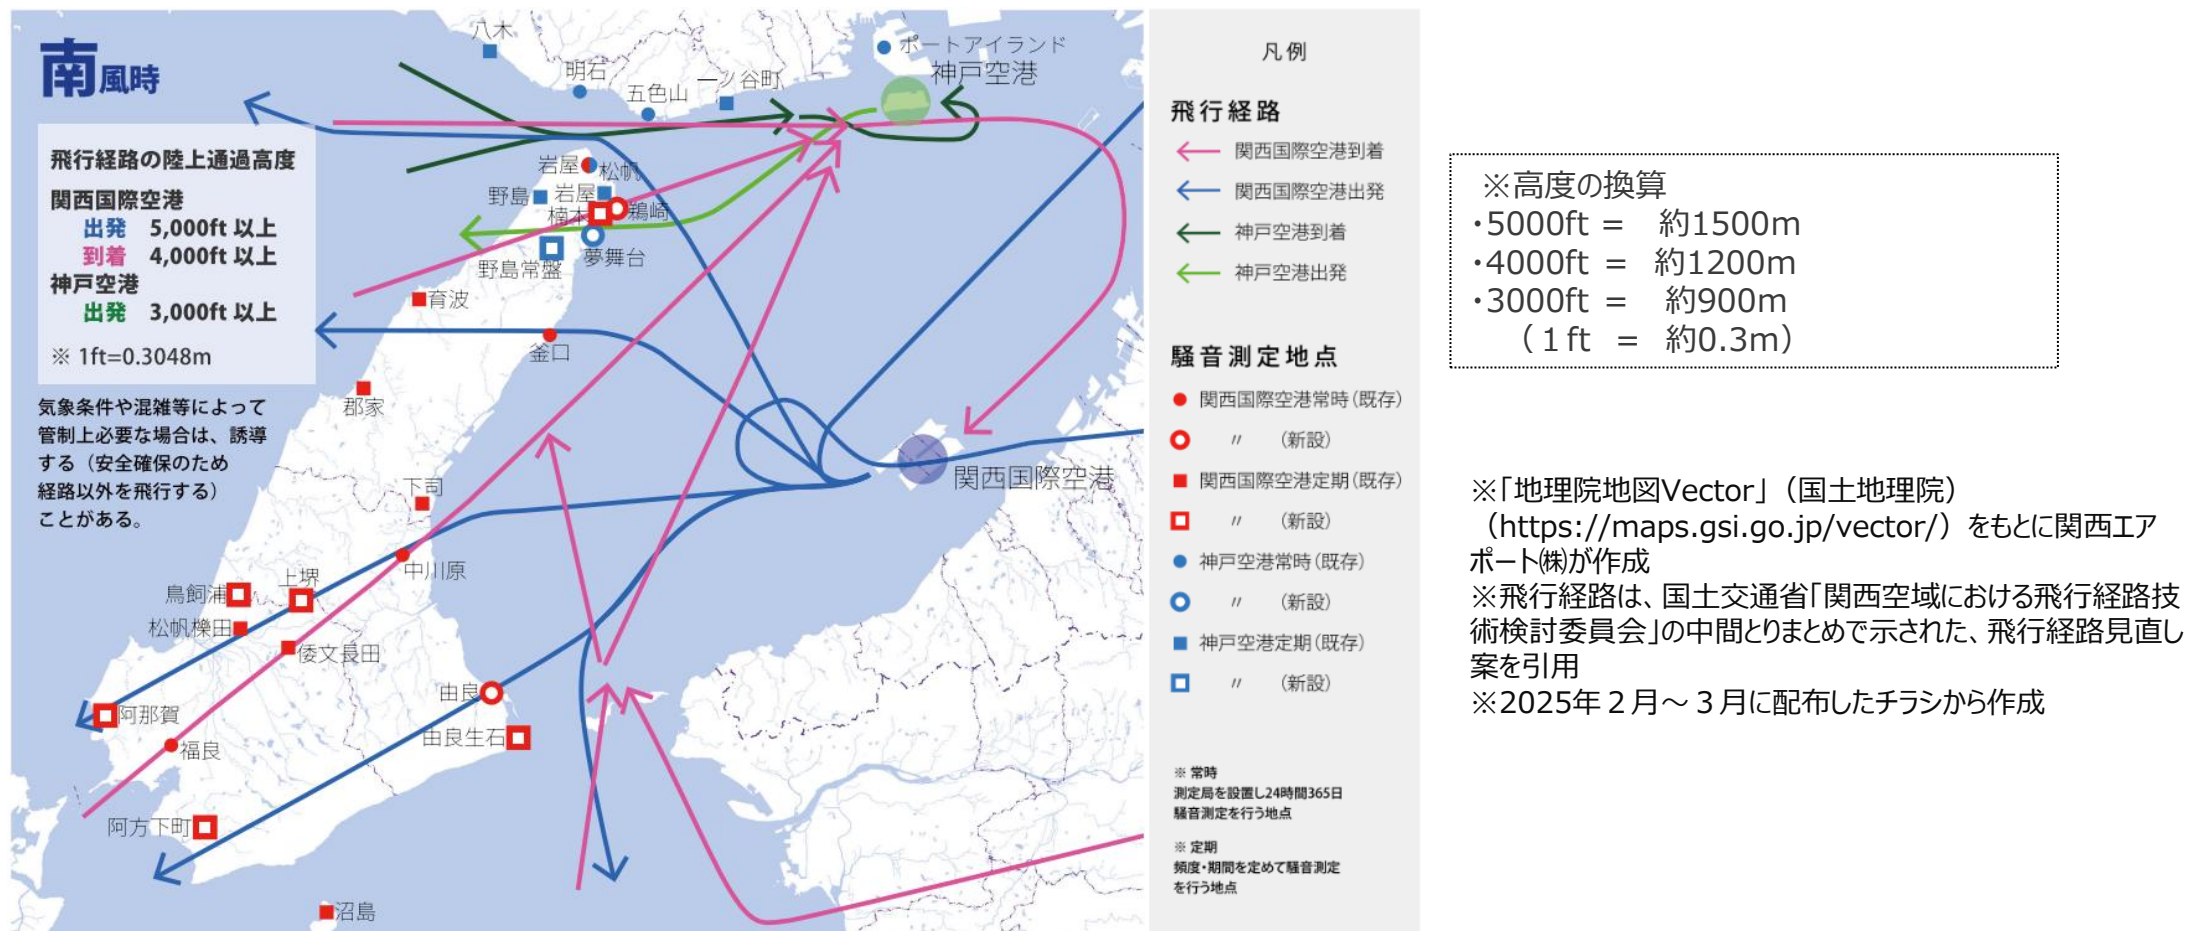 南風時
飛行経路の陸上通過高度
関西国際空港
出発 5,000ft 以上
到着 4,000ft 以上
神戸空港
出発 3,000ft 以上
※ 1ft=0.3048m
気象条件や混雑等によって
管制上必要な場合は、誘導
する（安全確保のため
経路以外を飛行する）
ことがある。
八木
明石
五色山
一ノ谷町
ポートアイランド
神戸空港
岩屋
松帆
野島
岩屋
楠本
鵜崎
夢舞台
野島常盤
育波
釜口
郡家
関西国際空港
下司
中川原
上堺
鳥飼浦
松帆櫟田
倭文長田
由良
阿那賀
由良生石
福良
阿方下町
沼島
凡例
飛行経路
関西国際空港到着
関西国際空港出発
神戸空港到着
神戸空港出発
騒音測定地点
関西国際空港常時（既存）
〃 （新設）
関西国際空港定期（既存）
〃 （新設）
神戸空港常時（既存）
〃 （新設）
神戸空港定期（既存）
〃 （新設）
※ 常時
測定局を設置し24時間365日
騒音測定を行う地点
※ 定期
頻度・期間を定めて騒音測定
を行う地点
※高度の換算
・5000ft = 約1500m
・4000ft = 約1200m
・3000ft = 約900m
（１ft = 約0.3m）
※「地理院地図Vector」（国土地理院）
（https://maps.gsi.go.jp/vector/）をもとに関西エア
ポート㈱が作成
※飛行経路は、国土交通省「関西空域における飛行経路技
術検討委員会」の中間とりまとめで示された、飛行経路見直し
案を引用
※2025年２月～３月に配布したチラシから作成